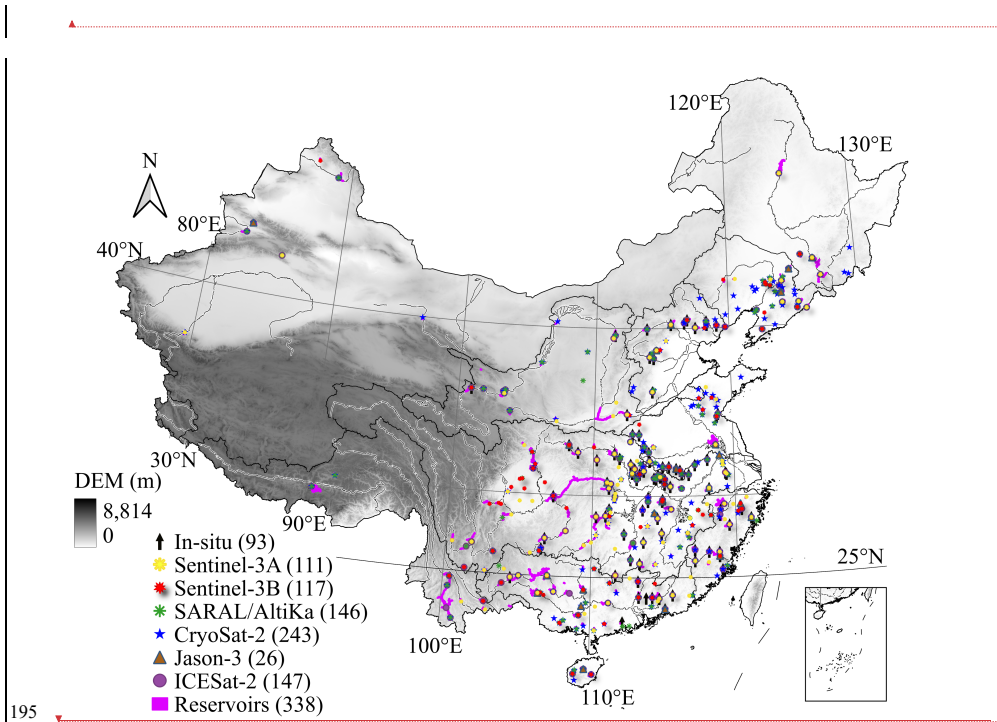 120°E
130°E
N
80°E
40°N
30°N
DEM (m)
8,814
0
90°E
In-situ (93)
Sentinel-3A (111)
Sentinel-3B (117)
SARAL/AltiKa (146)
CryoSat-2 (243)
Jason-3 (26)
ICESat-2 (147)
Reservoirs (338)
25°N
100°E
110°E
195